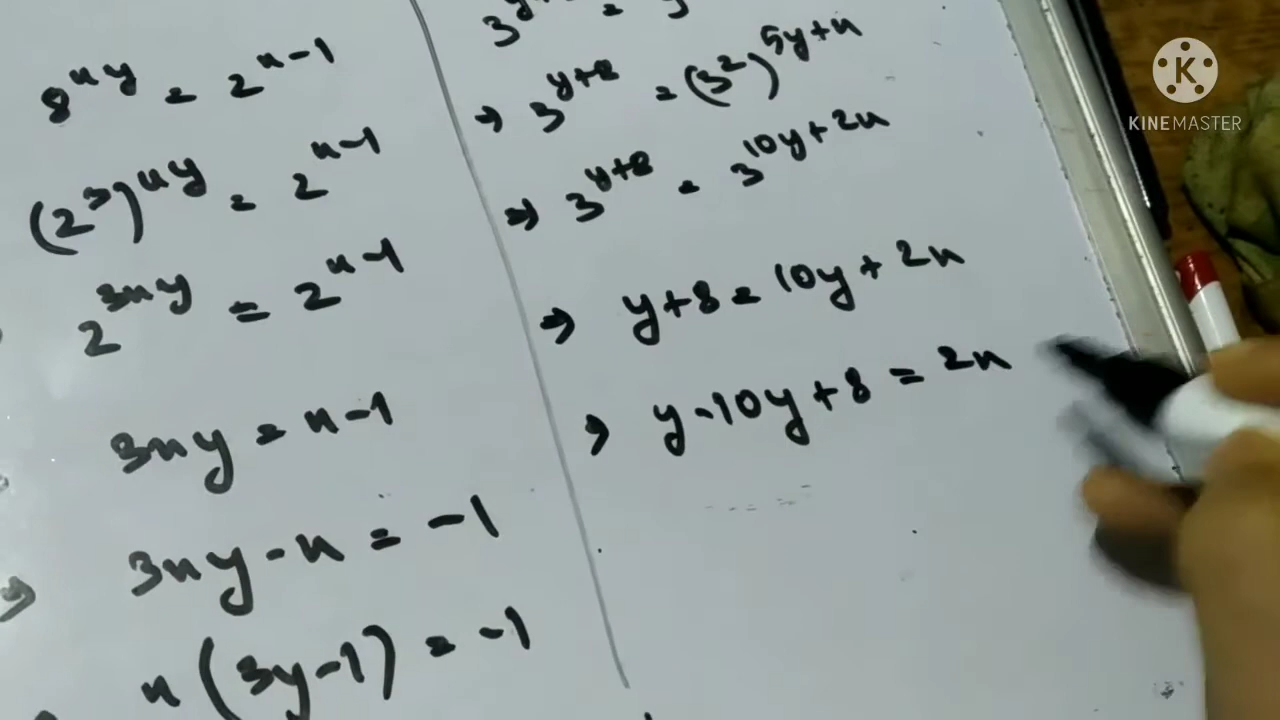 8^xy = 2^x-1
(2^3)^xy = 2^x-1
2^3xy = 2^x-1
3xy = x-1
3xy - x = -1
x(3y-1) = -1
⇒ 3^y+8 = (3^2)^5y+x
⇒ 3^y+8 = 3^10y+2x
⇒ y+8 = 10y+2x
⇒ y-10y+8 = 2x
KINEMASTER